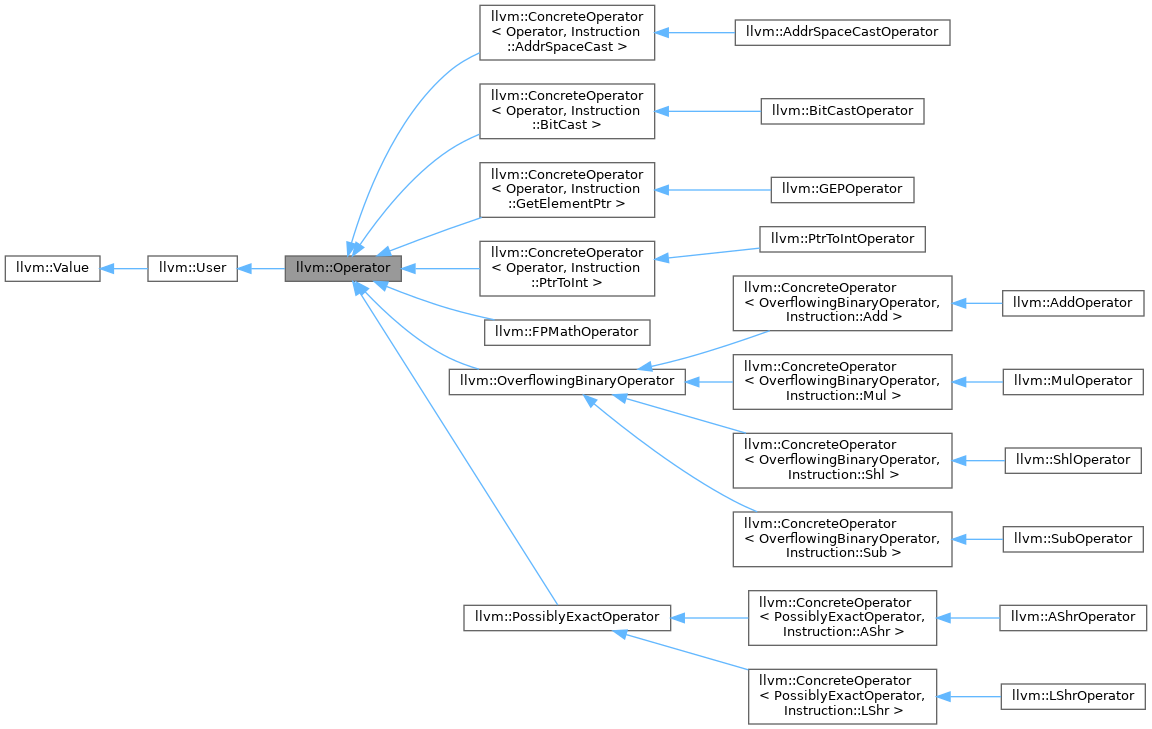 llvm::ConcreteOperator
< Operator, Instruction
::AddrSpaceCast >
llvm::AddrSpaceCastOperator
llvm::ConcreteOperator
< Operator, Instruction
::BitCast >
llvm::BitCastOperator
llvm::ConcreteOperator
< Operator, Instruction
::GetElementPtr >
llvm::GEPOperator
llvm::Value
llvm::User
llvm::Operator
llvm::ConcreteOperator
< Operator, Instruction
::PtrToInt >
llvm::PtrToIntOperator
llvm::FPMathOperator
llvm::OverflowingBinaryOperator
llvm::ConcreteOperator
< OverflowingBinaryOperator,
Instruction::Add >
llvm::AddOperator
llvm::ConcreteOperator
< OverflowingBinaryOperator,
Instruction::Mul >
llvm::MulOperator
llvm::ConcreteOperator
< OverflowingBinaryOperator,
Instruction::Shl >
llvm::ShlOperator
llvm::ConcreteOperator
< OverflowingBinaryOperator,
Instruction::Sub >
llvm::SubOperator
llvm::PossiblyExactOperator
llvm::ConcreteOperator
< PossiblyExactOperator,
Instruction::AShr >
llvm::AShrOperator
llvm::ConcreteOperator
< PossiblyExactOperator,
Instruction::LShr >
llvm::LShrOperator